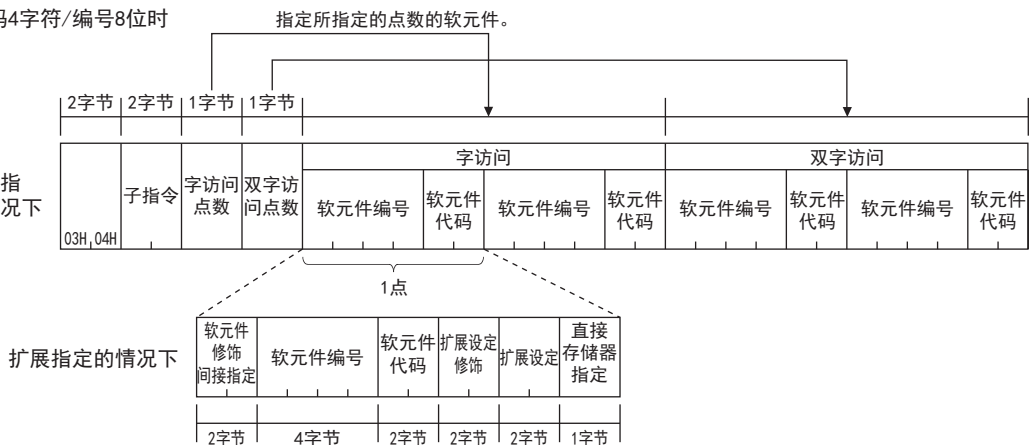 码4字符/编号8位时
指定所指定的点数的软元件。
2字节 2字节 1字节 1字节
指
况下
03H,04H
子指令
字访问
点数
双字访
问点数
字访问
双字访问
软元件编号
软元件
代码
软元件编号
软元件
代码
软元件编号
软元件
代码
软元件编号
软元件
代码
1点
扩展指定的情况下
软元件
修饰
间接指定
软元件编号
软元件
代码
扩展设定
修饰
扩展设定
直接
存储器
指定
2字节 4字节 2字节 2字节 2字节 1字节